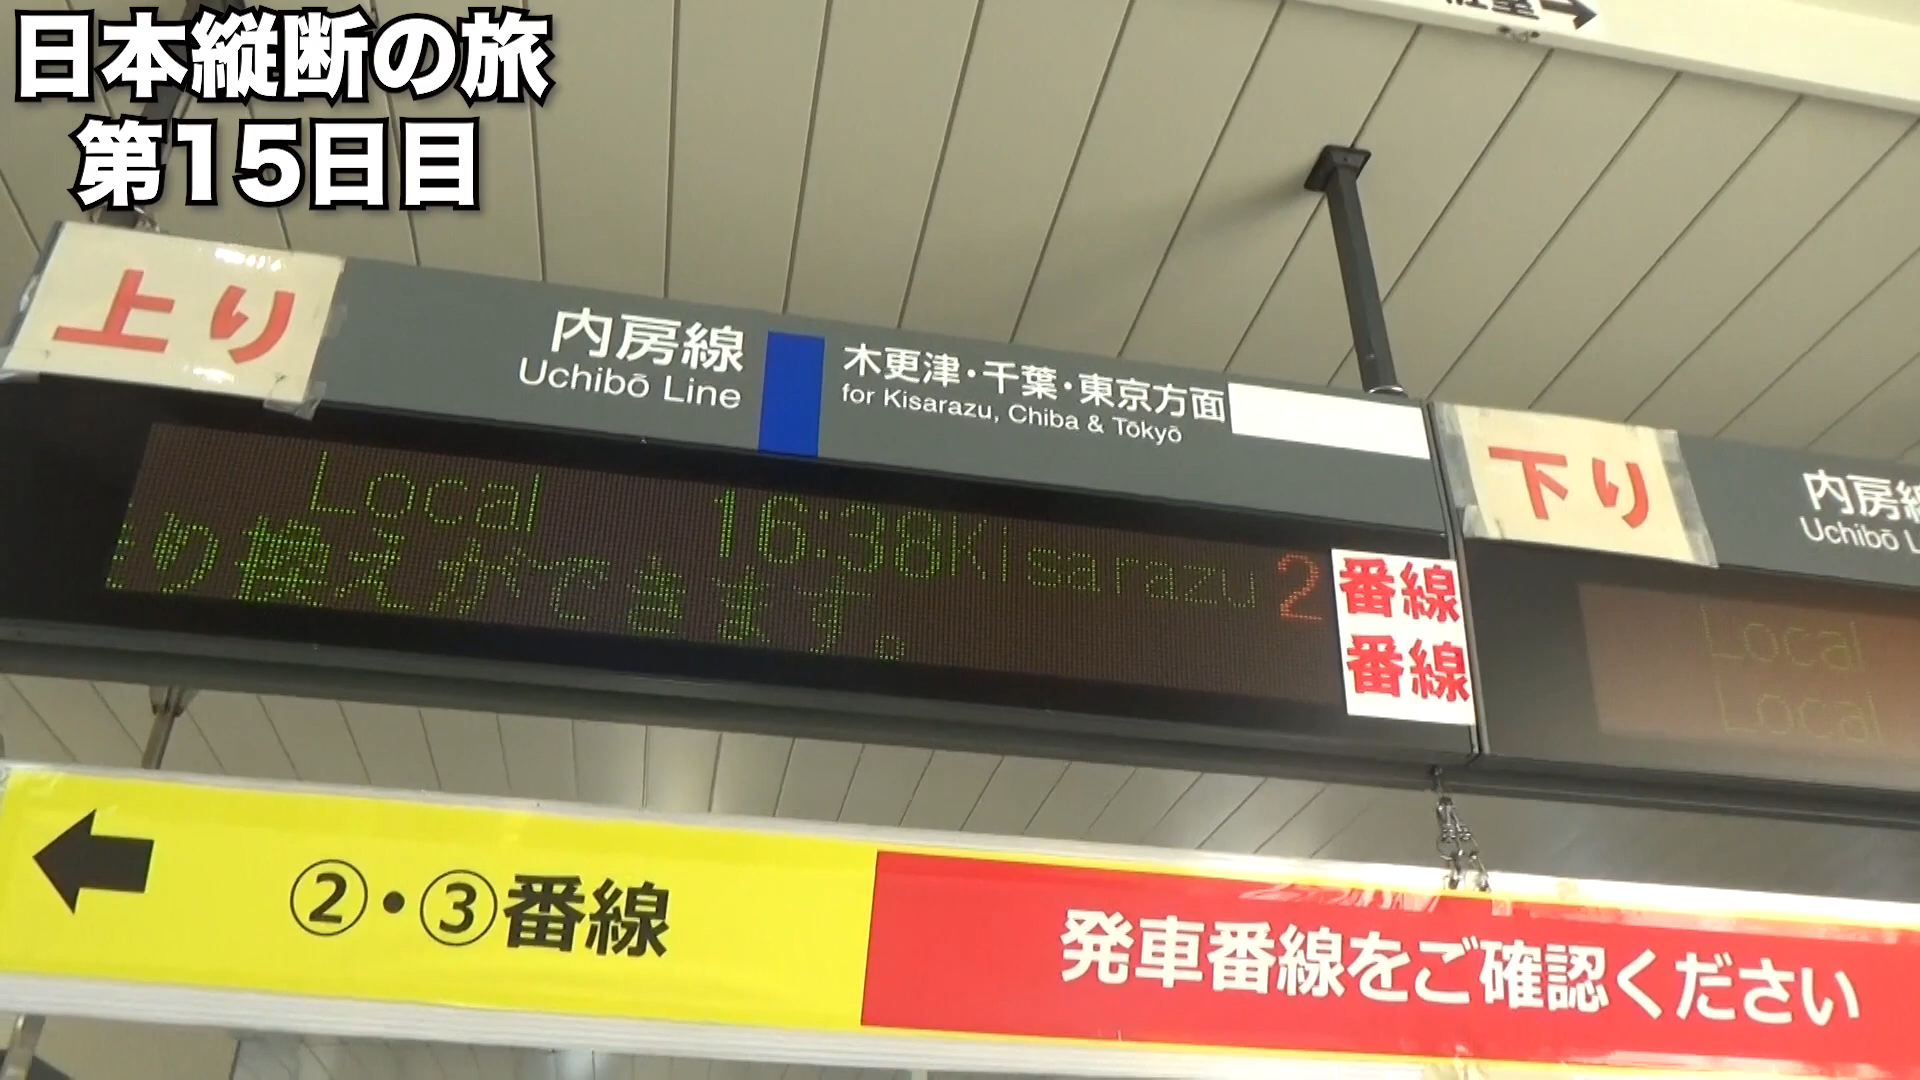 日本縦断の旅
第15日目
上り
内房線
Uchibō Line
木更津・千葉・東京方面
for Kisarazu, Chiba & Tōkyō
Local 16:38 Kisarazu 2 番線
り換えができます。
番線
下り
内房線
Uchibō L
Local
Local
← ②・③番線
発車番線をご確認ください